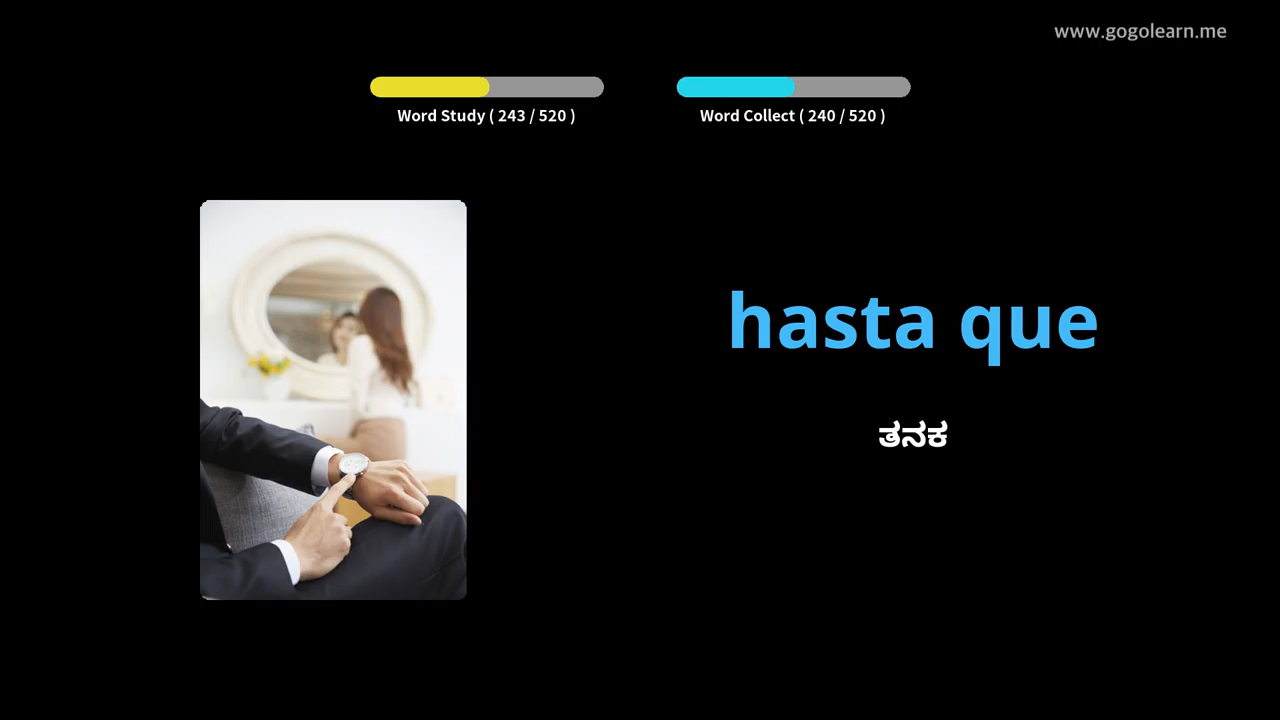 www.gogolearn.me
Word Study ( 243 / 520 )
Word Collect ( 240 / 520 )
hasta que
ತನಕ